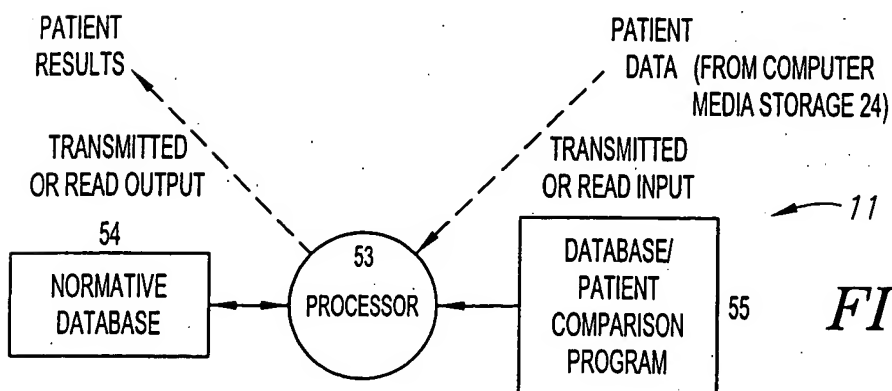 PATIENT
RESULTS
PATIENT
DATA (FROM COMPUTER
MEDIA STORAGE 24)
TRANSMITTED
OR READ OUTPUT
TRANSMITTED
OR READ INPUT
11
54
NORMATIVE
DATABASE
53
PROCESSOR
DATABASE/
PATIENT
COMPARISON
PROGRAM
55
FI